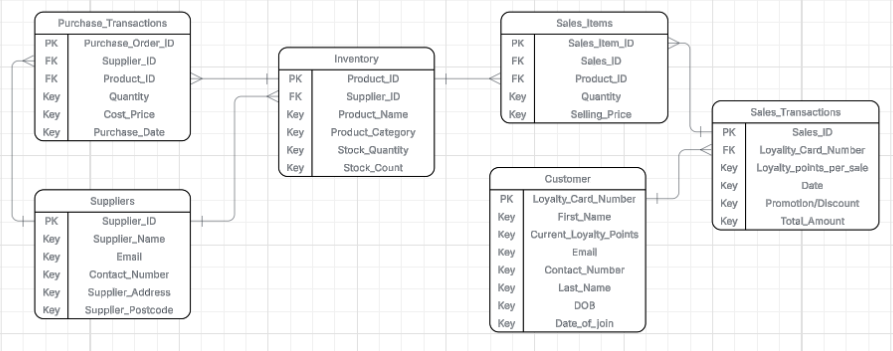 Purchase_Transactions
PK Purchase_Order_ID
FK Supplier_ID
FK Product_ID
Key Quantity
Key Cost_Price
Key Purchase_Date
Suppliers
PK Supplier_ID
Key Supplier_Name
Key Email
Key Contact_Number
Key Supplier_Address
Key Supplier_Postcode
Inventory
PK Product_ID
FK Supplier_ID
Key Product_Name
Key Product_Category
Key Stock_Quantity
Key Stock_Count
Sales_Items
PK Sales_Item_ID
FK Sales_ID
FK Product_ID
Key Quantity
Key Selling_Price
Customer
PK Loyalty_Card_Number
Key First_Name
Key Current_Loyalty_Points
Key Email
Key Contact_Number
Key Last_Name
Key DOB
Key Date_of_join
Sales_Transactions
PK Sales_ID
FK Loyalty_Card_Number
Key Loyalty_points_per_sale
Key Date
Key Promotion/Discount
Key Total_Amount